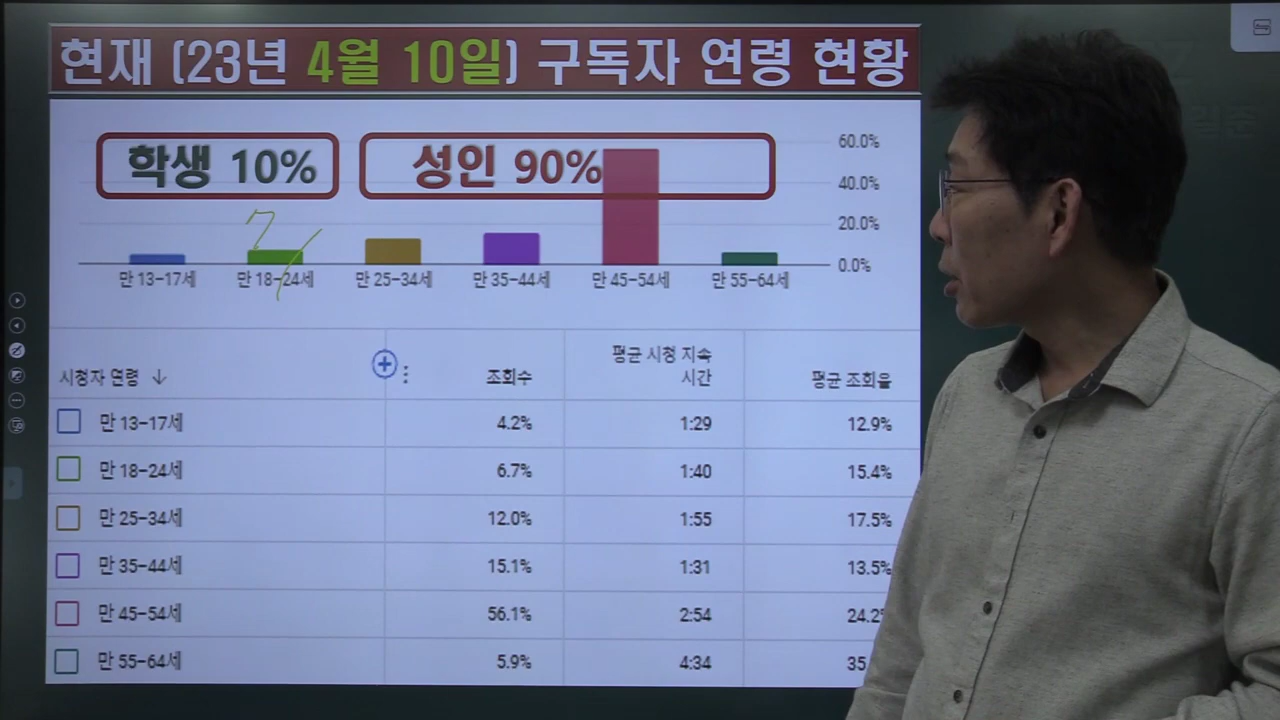 현재 (23년 4월 10일) 구독자 연령 현황
학생 10%
성인 90%
60.0%
40.0%
20.0%
0.0%
만 13-17세 만 18-24세 만 25-34세 만 35-44세 만 45-54세 만 55-64세
시청자 연령 조회수 평균 시청 지속 시간 평균 조회율
만 13-17세 4.2% 1:29 12.9%
만 18-24세 6.7% 1:40 15.4%
만 25-34세 12.0% 1:55 17.5%
만 35-44세 15.1% 1:31 13.5%
만 45-54세 56.1% 2:54 24.2%
만 55-64세 5.9% 4:34 35.